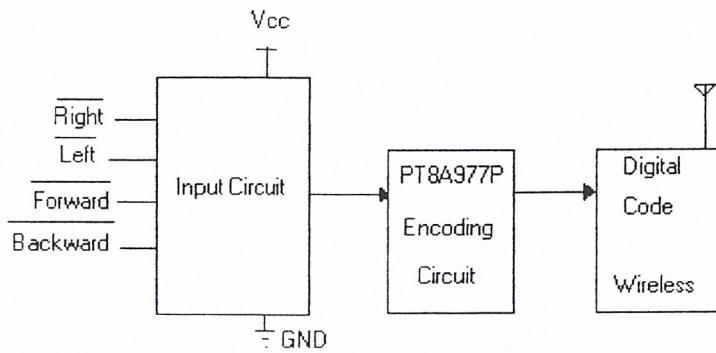 Vcc
Right
Left
Forward
Backward
Input Circuit
GND
PT8A977P
Encoding
Circuit
Digital
Code
Wireless